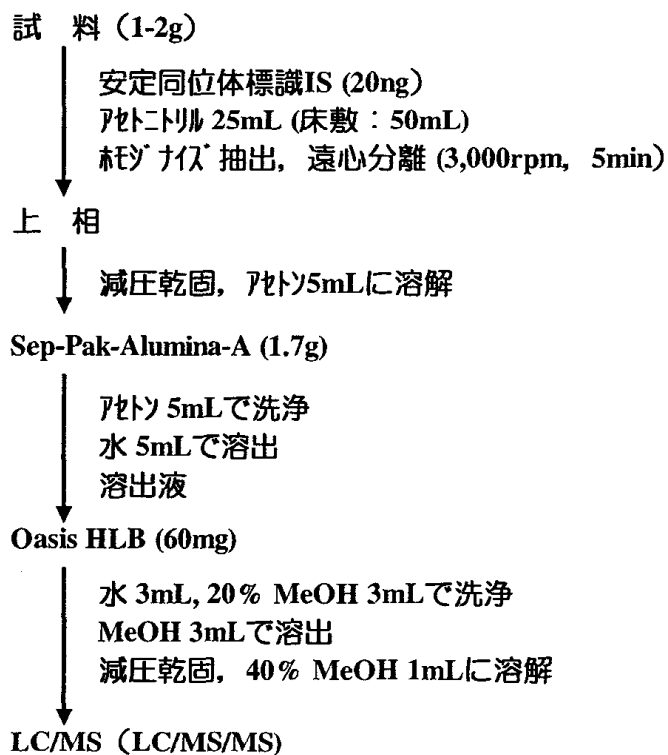 試　料（1-2g）
安定同位体標識IS (20ng）
ｱｾﾄﾆﾄﾘﾙ 25mL (床敷：50mL)
ﾎﾓｼﾞﾅｲｽﾞ抽出，遠心分離 (3,000rpm，5min）
上　相
減圧乾固，ｱｾﾄﾝ5mLに溶解
Sep-Pak-Alumina-A (1.7g)
ｱｾﾄﾝ 5mLで洗浄
水 5mLで溶出
溶出液
Oasis HLB (60mg)
水 3mL, 20% MeOH 3mLで洗浄
MeOH 3mLで溶出
減圧乾固，40% MeOH 1mLに溶解
LC/MS（LC/MS/MS)